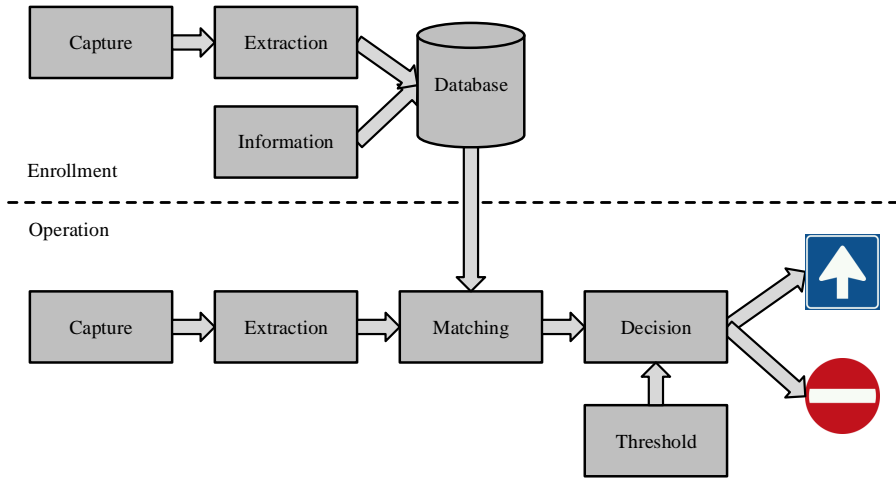 Capture
Extraction
Database
Information
Enrollment
Operation
Capture
Extraction
Matching
Decision
Threshold